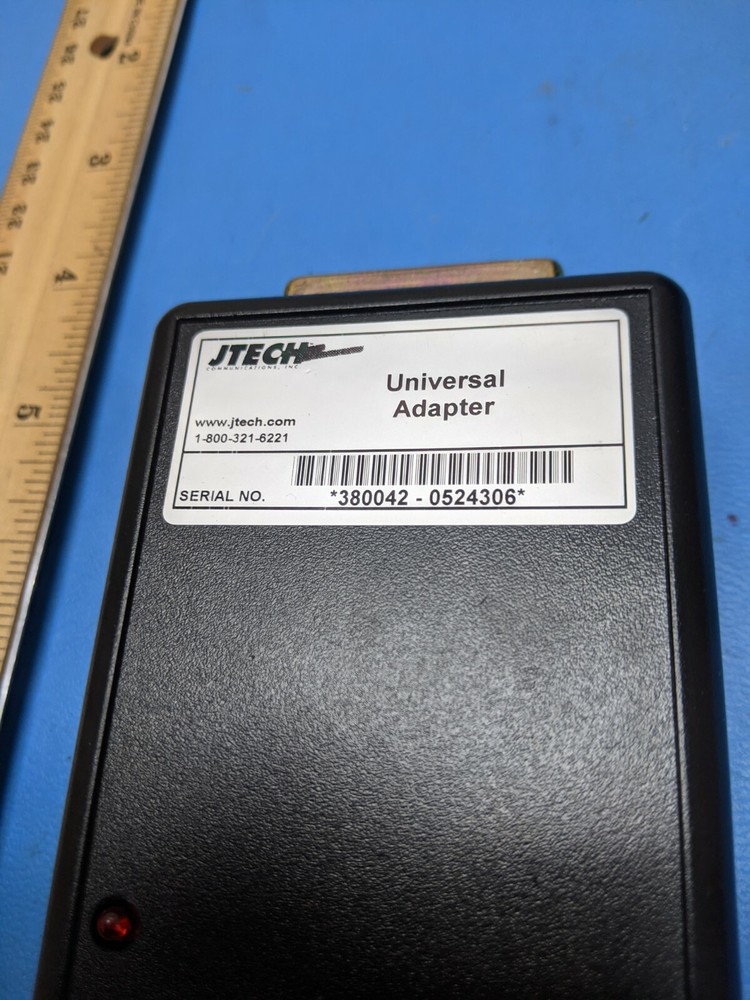 JTECH
COMMUNICATIONS, INC.
Universal
Adapter
www.jtech.com
1-800-321-6221
SERIAL NO.
*380042 - 0524306*
2
3
4
5